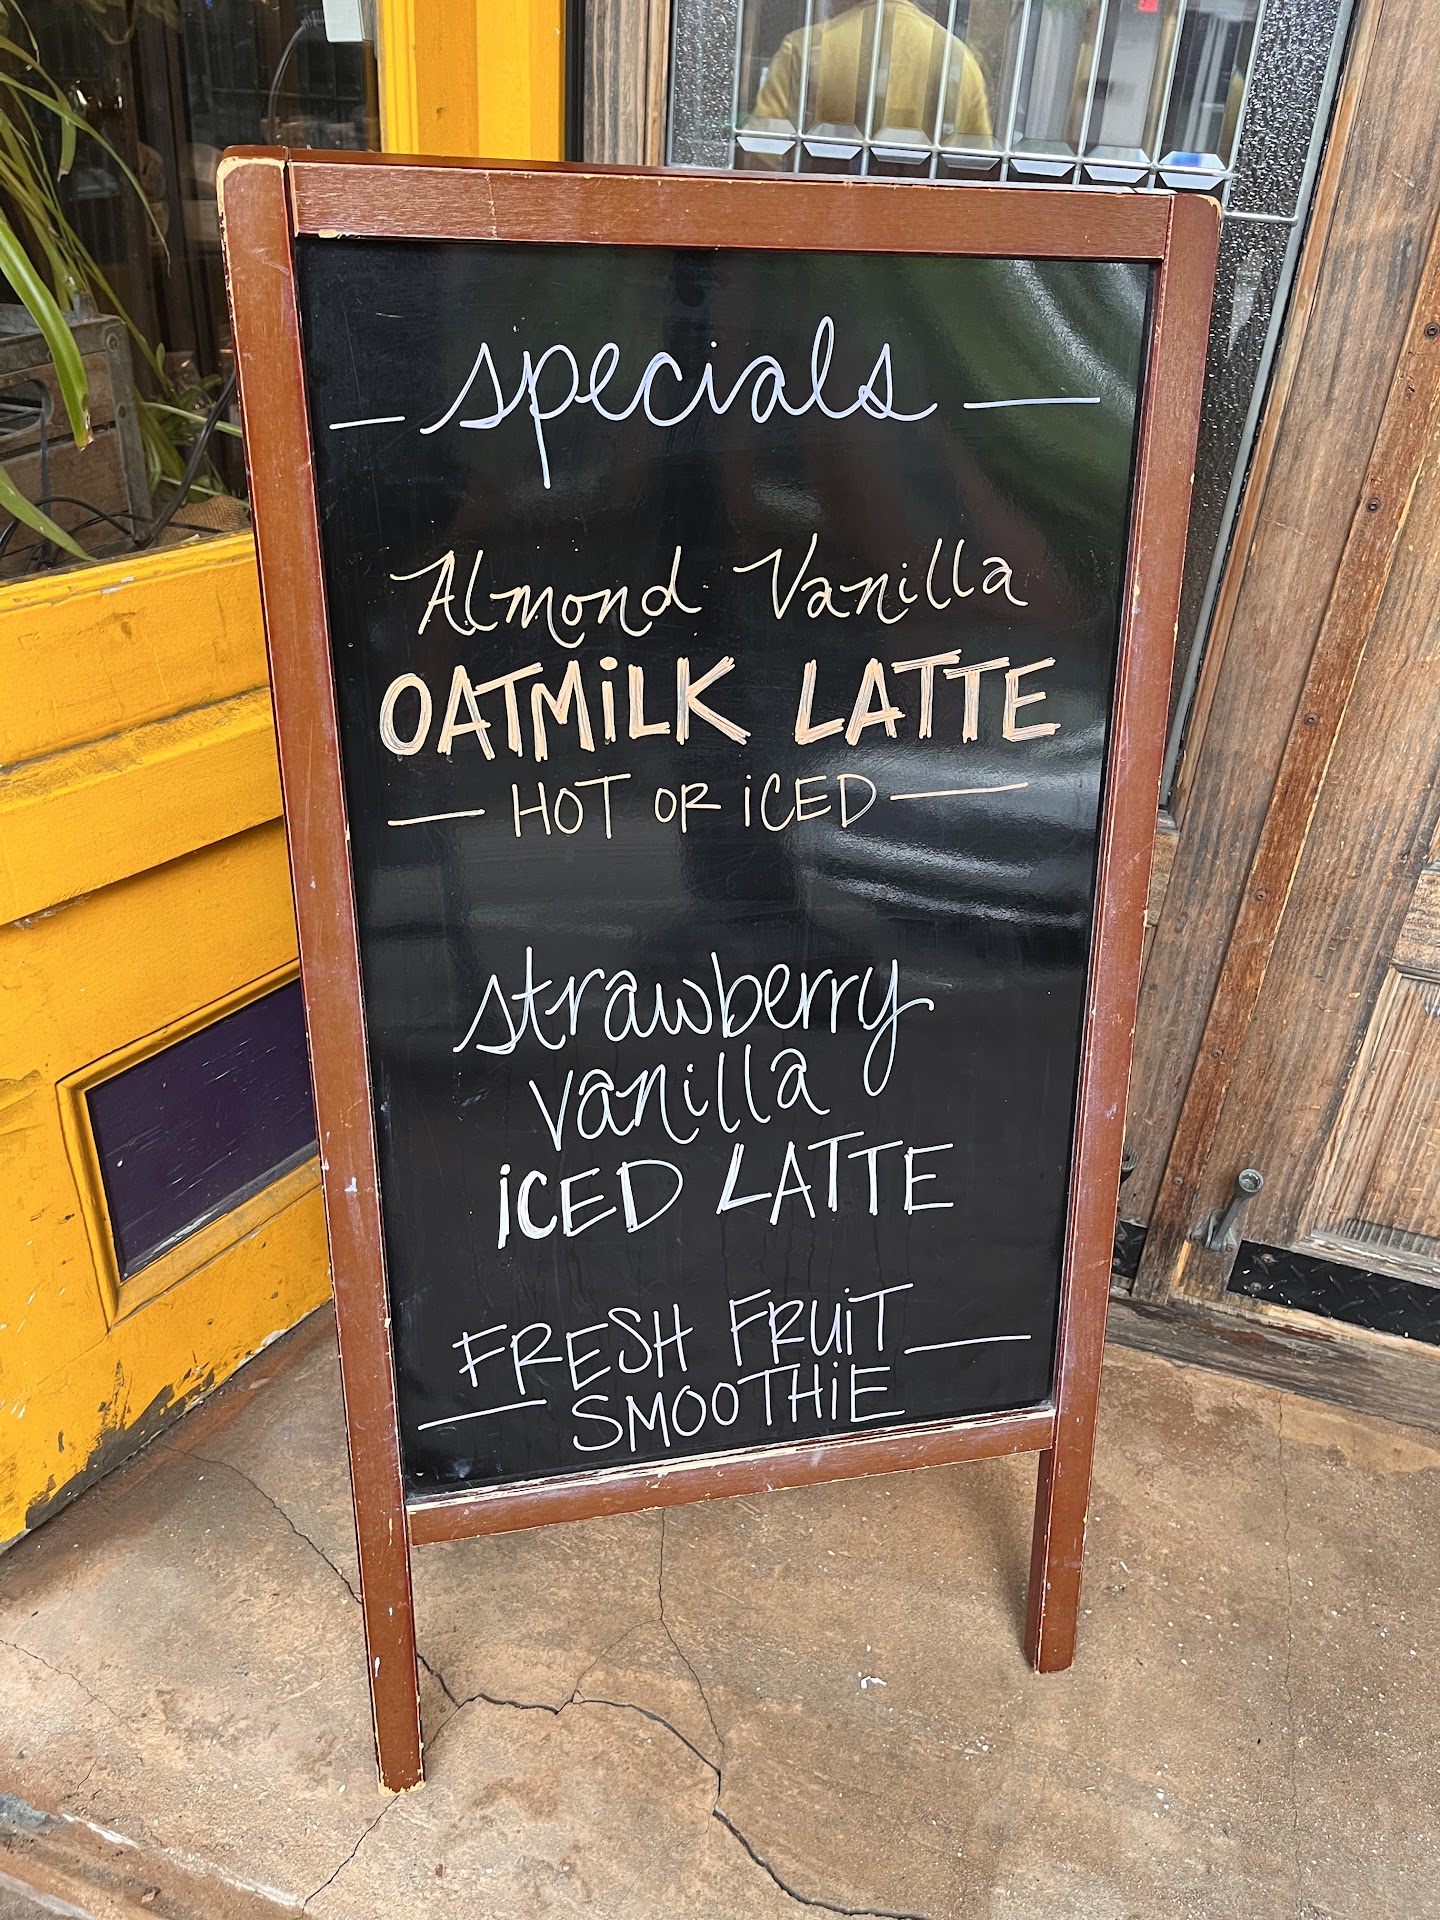 specials
Almond Vanilla
OATMiLK LATTE
HOT OR iCED
strawberry
vanilla
iCED LATTE
FRESH FRUiT
SMOOTHiE